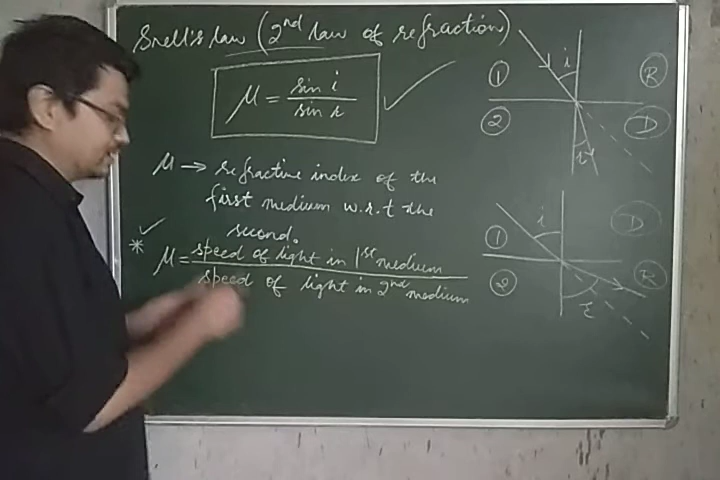 Snell's law (2nd law of refraction)
μ = sin i / sin r
μ → refractive index of the
first medium w.r.t the
second.
* μ = speed of light in 1st medium
speed of light in 2nd medium
i
1
R
2
D
r
i
D
1
2
R
r